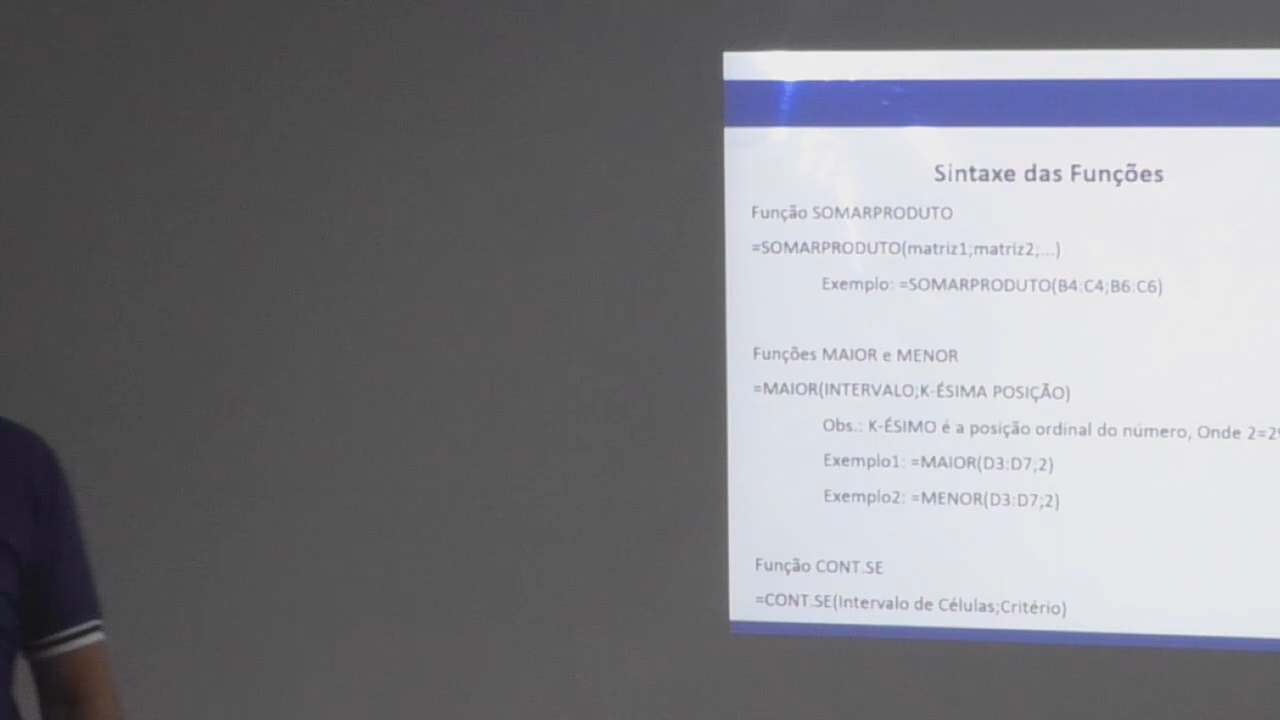 Sintaxe das Funções
Função SOMARPRODUTO
=SOMARPRODUTO(matriz1;matriz2;...)
Exemplo: =SOMARPRODUTO(B4:C4;B6:C6)
Funções MAIOR e MENOR
=MAIOR(INTERVALO;K-ÉSIMA POSIÇÃO)
Obs.: K-ÉSIMO é a posição ordinal do número, Onde
Exemplo1: =MAIOR(D3:D7;2)
Exemplo2: =MENOR(D3:D7;2)
Função CONT.SE
=CONT.SE(Intervalo de Células;Critério)